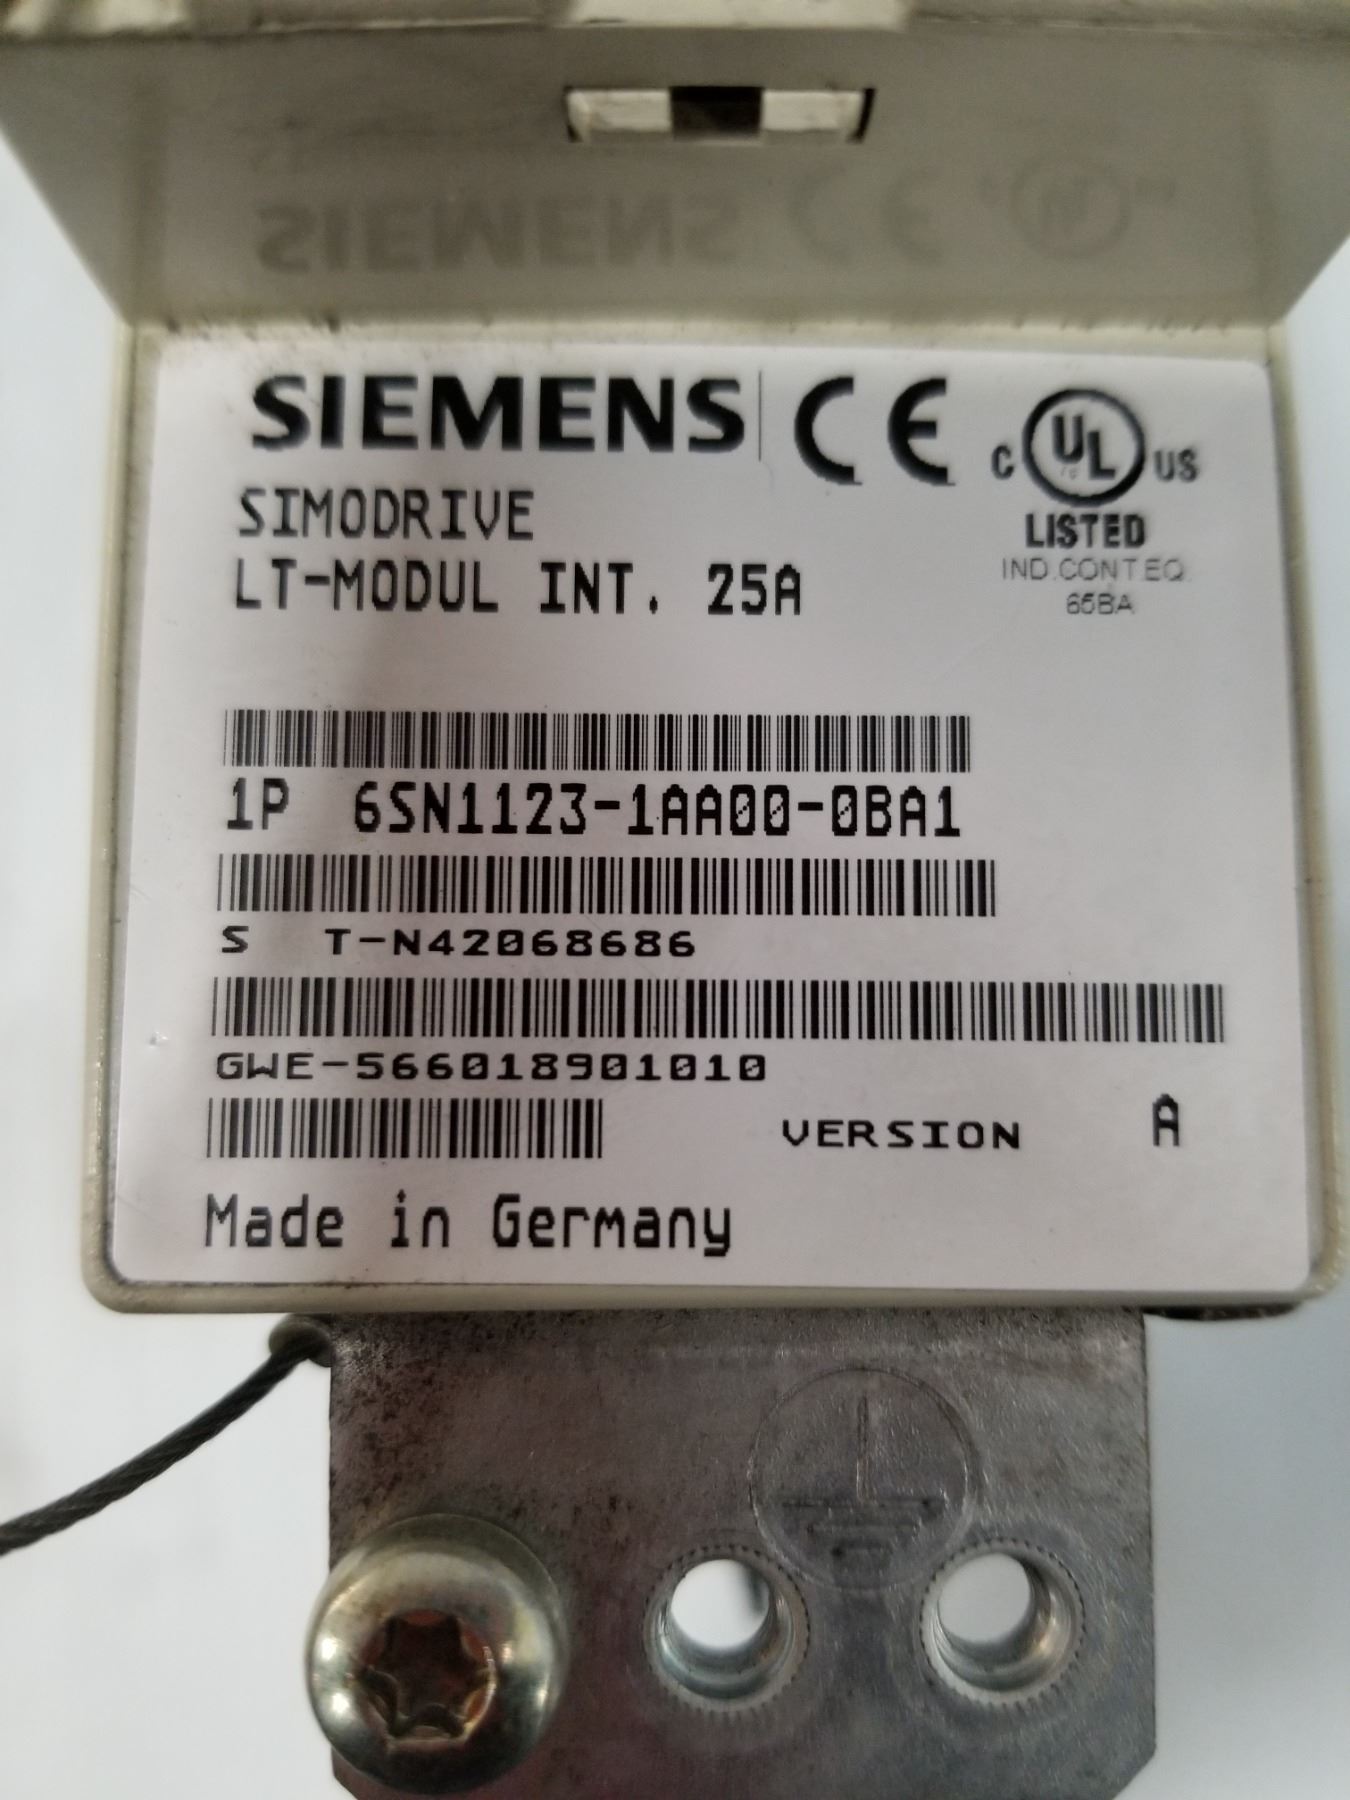 SIEMENS CE
C UL US
LISTED
IND.CONT.EQ.
65BA
SIMODRIVE
LT-MODUL INT. 25A
1P 6SN1123-1AA00-0BA1
S T-N42068686
GWE-566018901010
VERSION A
Made in Germany